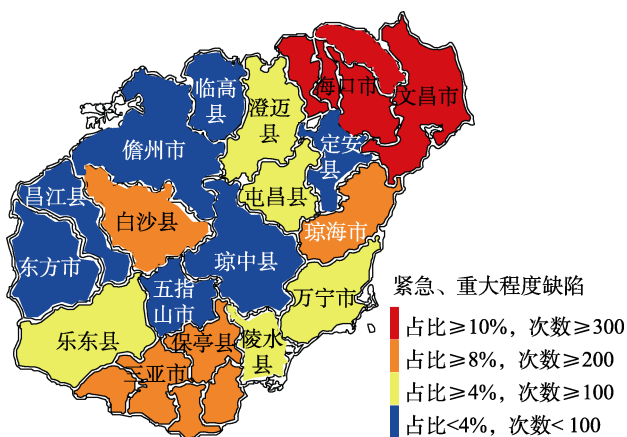 临高县
澄迈县
海口市
文昌市
儋州市
定安县
昌江县
屯昌县
白沙县
琼海市
东方市
琼中县
五指山市
万宁市
乐东县
保亭县
陵水县
三亚市
紧急、重大程度缺陷
占比≥10%，次数≥300
占比≥8%，次数≥200
占比≥4%，次数≥100
占比<4%，次数<100